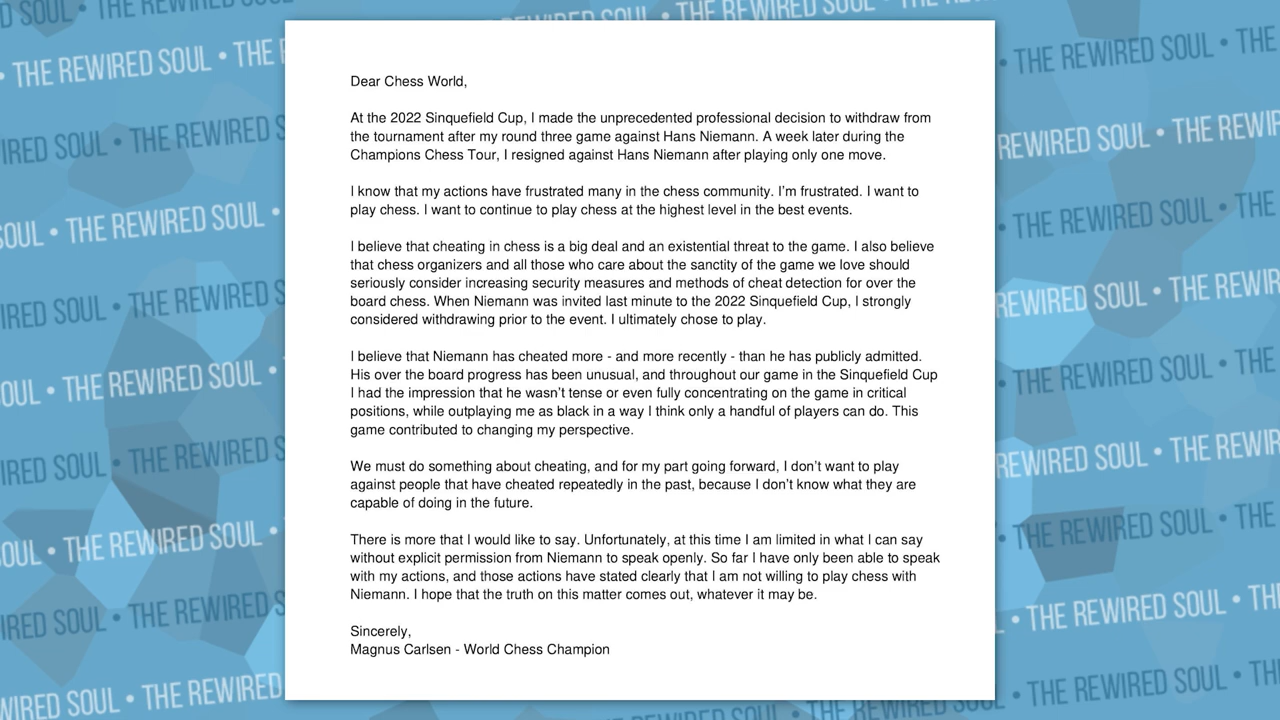 Dear Chess World,
At the 2022 Sinquefield Cup, I made the unprecedented professional decision to withdraw from
the tournament after my round three game against Hans Niemann. A week later during the
Champions Chess Tour, I resigned against Hans Niemann after playing only one move.
I know that my actions have frustrated many in the chess community. I'm frustrated. I want to
play chess. I want to continue to play chess at the highest level in the best events.
I believe that cheating in chess is a big deal and an existential threat to the game. I also believe
that chess organizers and all those who care about the sanctity of the game we love should
seriously consider increasing security measures and methods of cheat detection for over the
board chess. When Niemann was invited last minute to the 2022 Sinquefield Cup, I strongly
considered withdrawing prior to the event. I ultimately chose to play.
I believe that Niemann has cheated more - and more recently - than he has publicly admitted.
His over the board progress has been unusual, and throughout our game in the Sinquefield Cup
I had the impression that he wasn't tense or even fully concentrating on the game in critical
positions, while outplaying me as black in a way I think only a handful of players can do. This
game contributed to changing my perspective.
We must do something about cheating, and for my part going forward, I don't want to play
against people that have cheated repeatedly in the past, because I don't know what they are
capable of doing in the future.
There is more that I would like to say. Unfortunately, at this time I am limited in what I can say
without explicit permission from Niemann to speak openly. So far I have only been able to speak
with my actions, and those actions have stated clearly that I am not willing to play chess with
Niemann. I hope that the truth on this matter comes out, whatever it may be.
Sincerely,
Magnus Carlsen - World Chess Champion
THE REWIRED SOUL • THE
REWIRED SOUL
THE REWIRED SOUL
• THE REWIRED SOUL • THE
• THE REWIRED SOUL